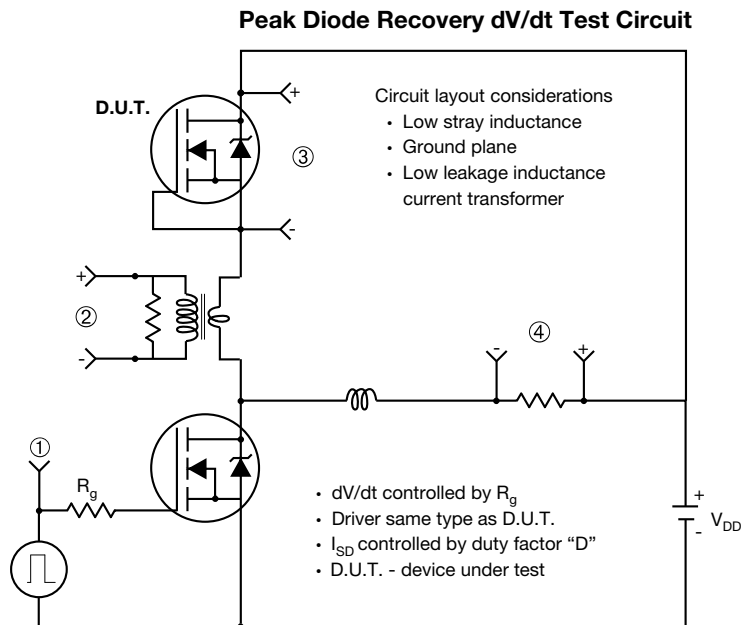 Peak Diode Recovery dV/dt Test Circuit
D.U.T.
+
Circuit layout considerations
• Low stray inductance
• Ground plane
• Low leakage inductance
current transformer
③
-
+
②
-
④
-
+
①
Rg
• dV/dt controlled by Rg
• Driver same type as D.U.T.
• ISD controlled by duty factor “D”
• D.U.T. - device under test
+
VDD
-